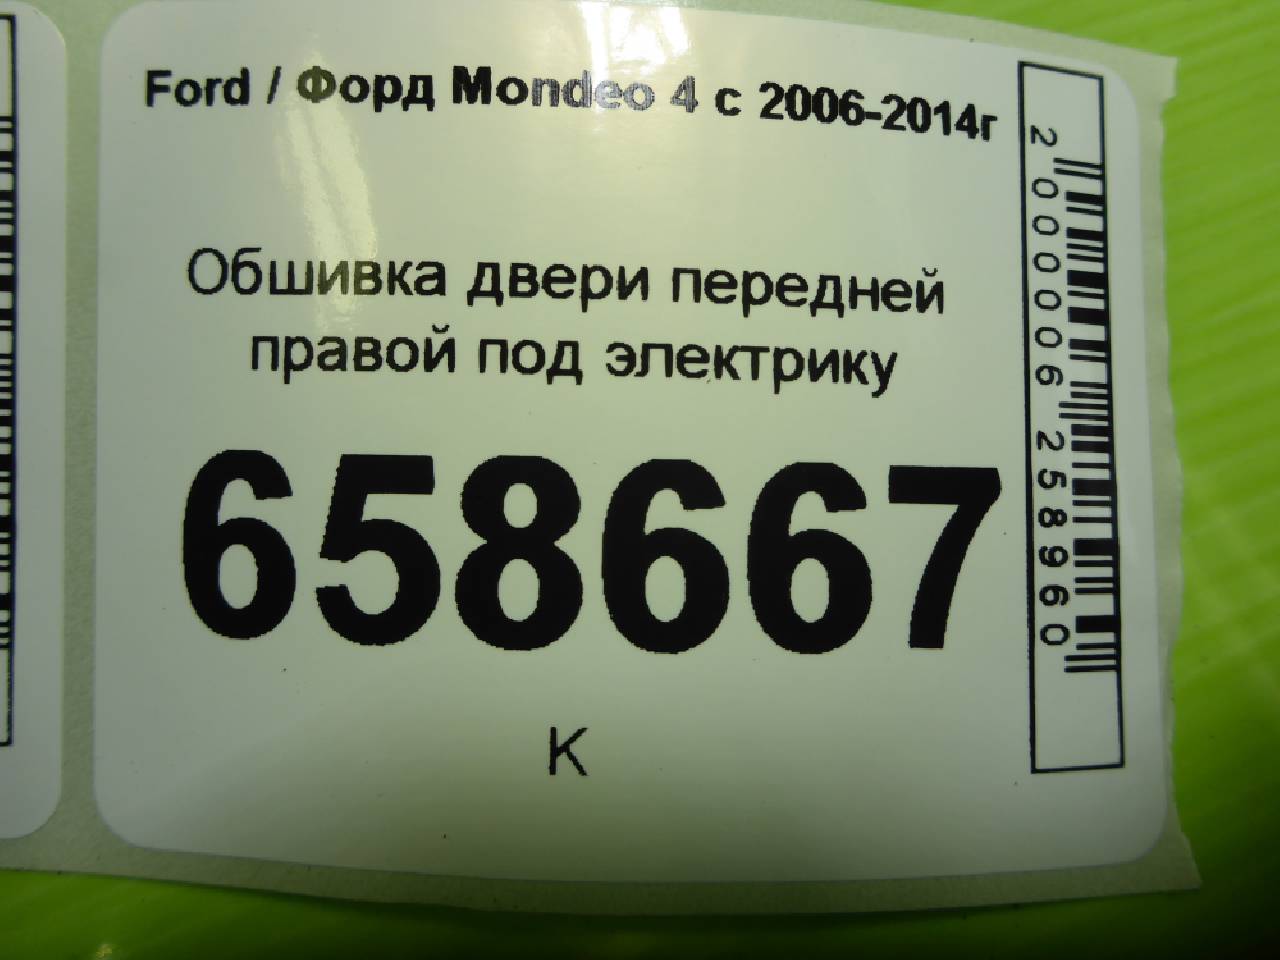 Ford / Форд Mondeo 4 с 2006-2014г
Обшивка двери передней
правой под электрику
658667
К
2000006258960